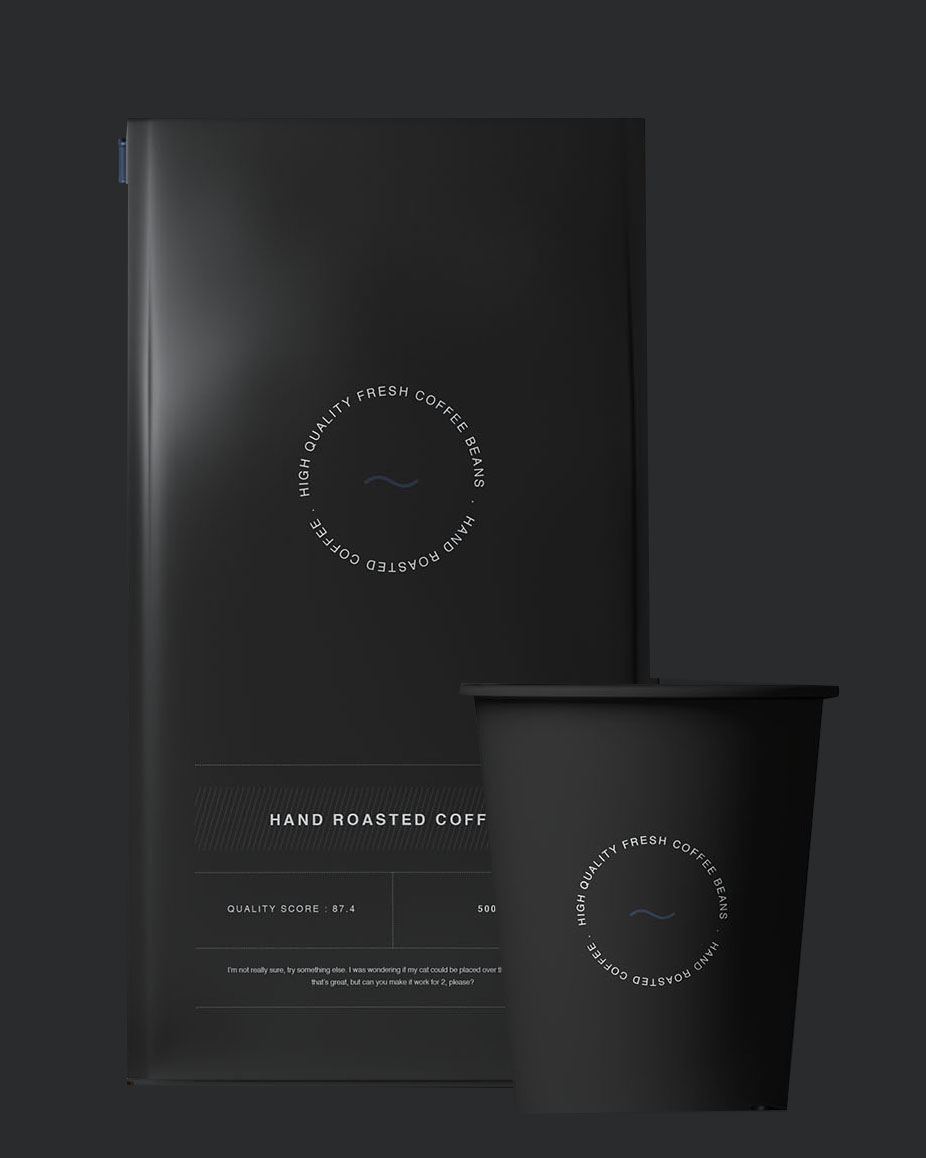 HIGH QUALITY FRESH COFFEE BEANS · HAND ROASTED COFFEE ·
HAND ROASTED COFF
QUALITY SCORE : 87.4
500
I'm not really sure, try something else. I was wondering if my cat could be placed over
that's great, but can you make it work for 2, please?
HIGH QUALITY FRESH COFFEE BEANS · HAND ROASTED COFFEE ·